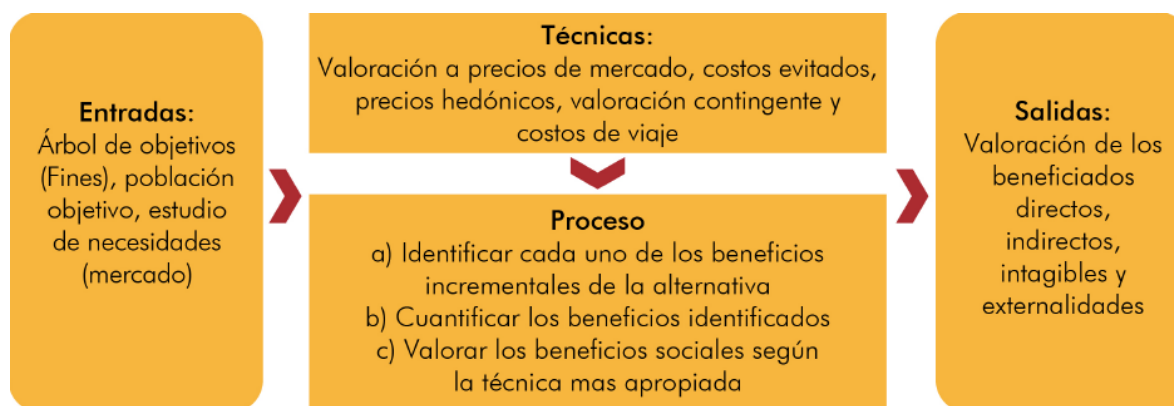 Entradas:
Árbol de objetivos
(Fines), población
objetivo, estudio
de necesidades
(mercado)
Técnicas:
Valoración a precios de mercado, costos evitados,
precios hedónicos, valoración contingente y
costos de viaje
Proceso
a) Identificar cada uno de los beneficios
incrementales de la alternativa
b) Cuantificar los beneficios identificados
c) Valorar los beneficios sociales según
la técnica mas apropiada
Salidas:
Valoración de los
beneficiados
directos,
indirectos,
intagibles y
externalidades